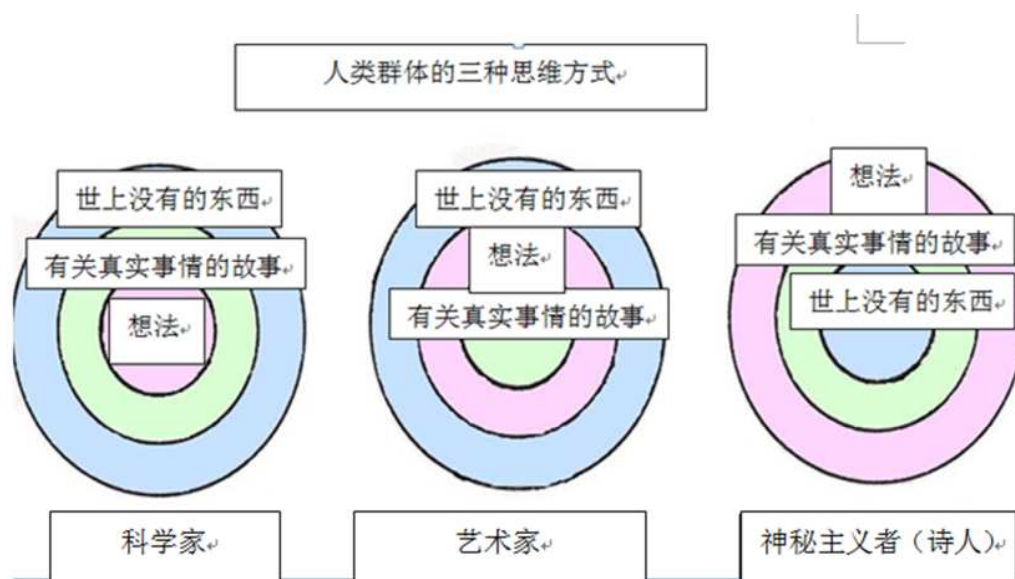 人类群体的三种思维方式
世上没有的东西
有关真实事情的故事
想法
科学家
世上没有的东西
想法
有关真实事情的故事
艺术家
想法
有关真实事情的故事
世上没有的东西
神秘主义者（诗人）